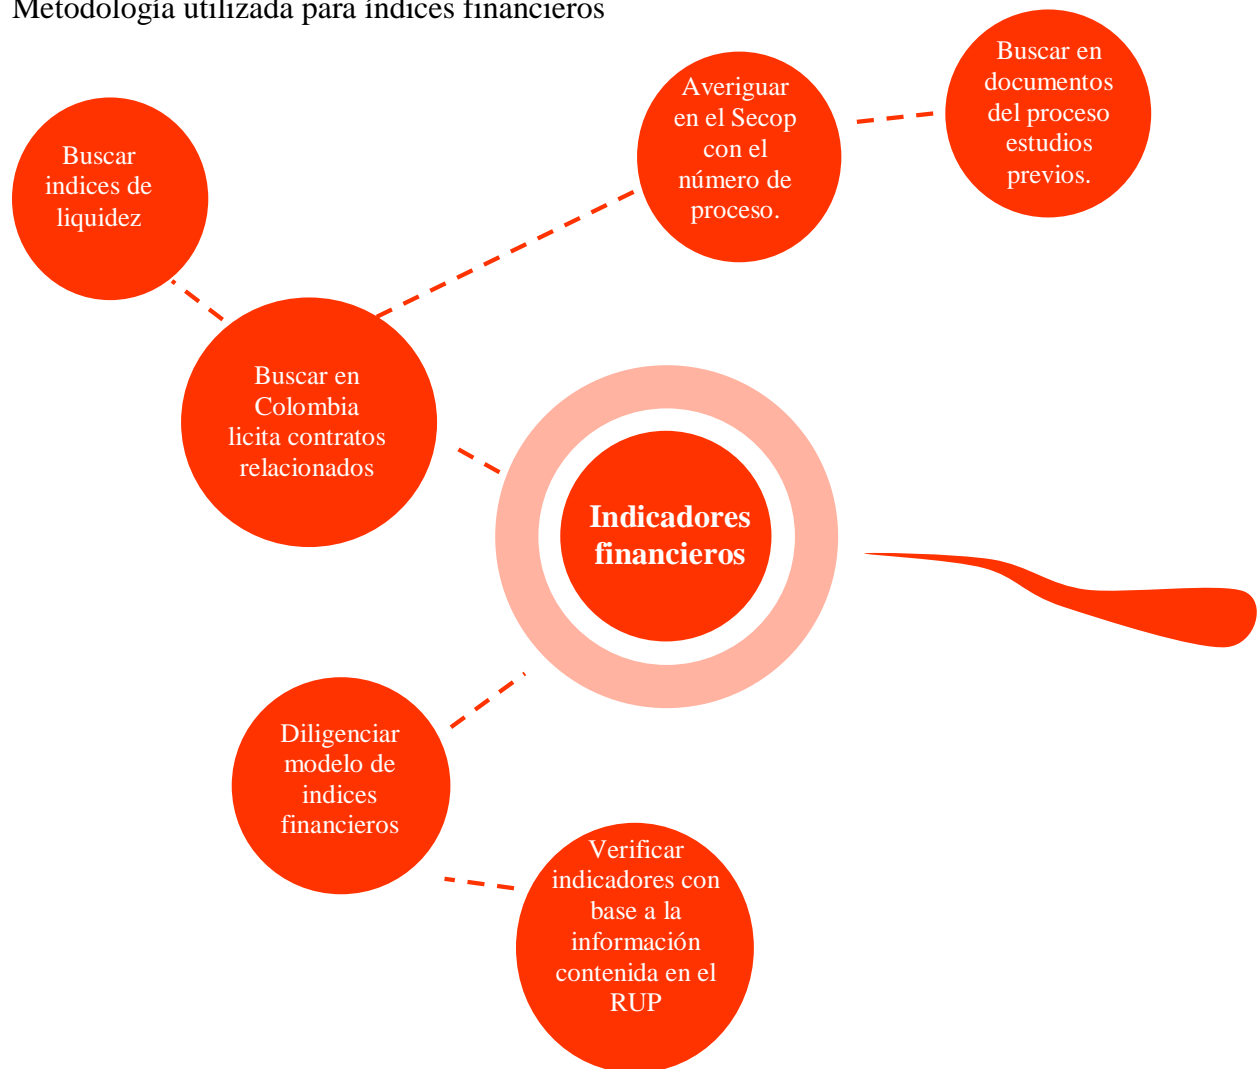 Metodología utilizada para índices financieros
Buscar en
documentos
del proceso
estudios
previos.
Averiguar
en el Secop
con el
número de
proceso.
Buscar
indices de
liquidez
Buscar en
Colombia
licita contratos
relacionados
Indicadores
financieros
Diligenciar
modelo de
indices
financieros
Verificar
indicadores con
base a la
información
contenida en el
RUP